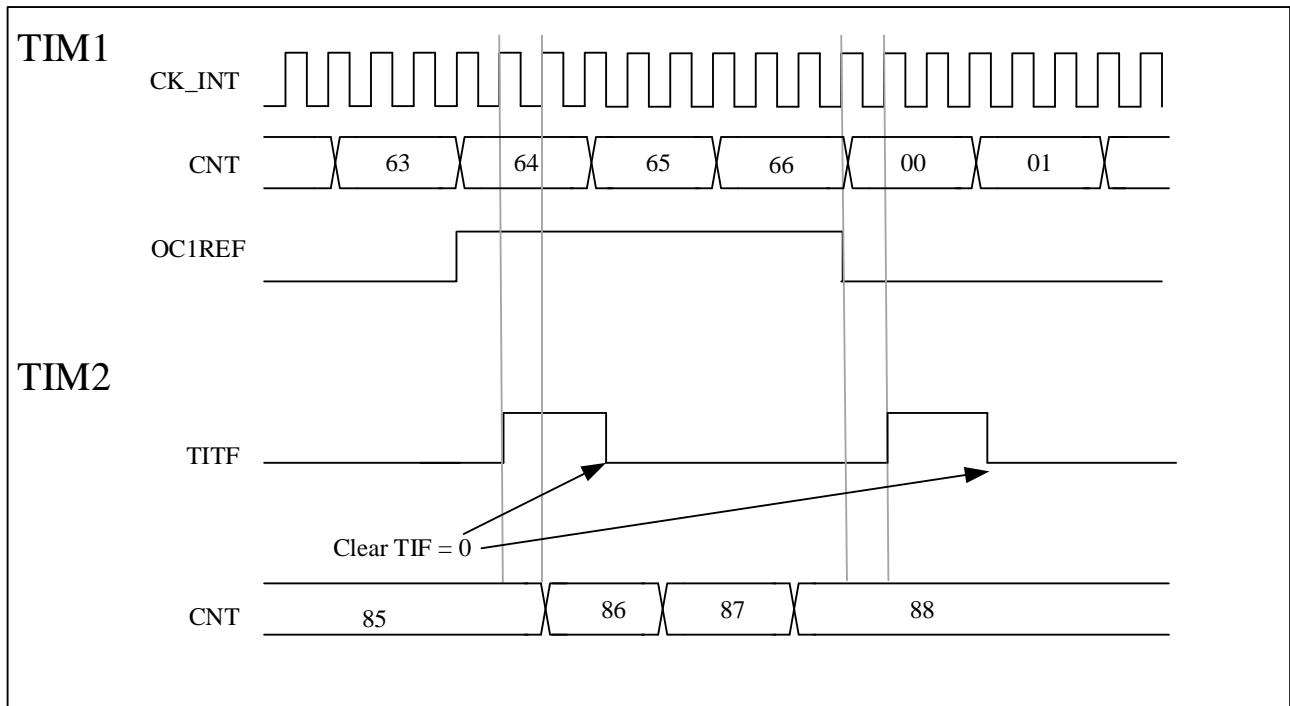 TIM1
CK_INT
CNT
63 64 65 66 00 01
OC1REF
TIM2
TITF
Clear TIF = 0
CNT
85 86 87 88